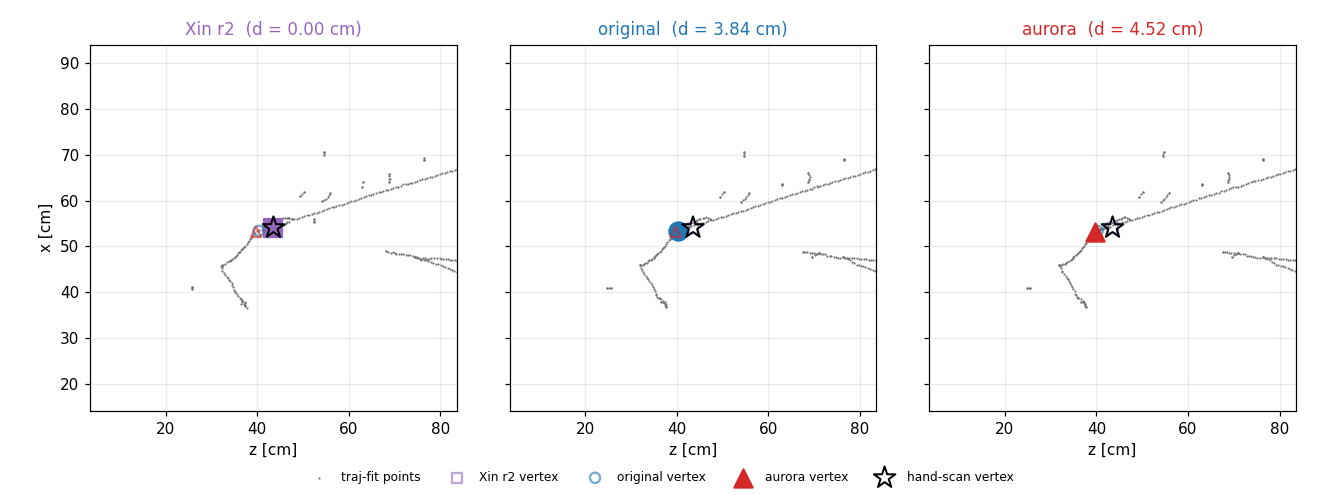 Xin r2  (d = 0.00 cm)
original  (d = 3.84 cm)
aurora  (d = 4.52 cm)
90
80
70
60
50
40
30
20
x [cm]
20 40 60 80
20 40 60 80
20 40 60 80
z [cm]
z [cm]
z [cm]
traj-fit points
Xin r2 vertex
original vertex
aurora vertex
hand-scan vertex